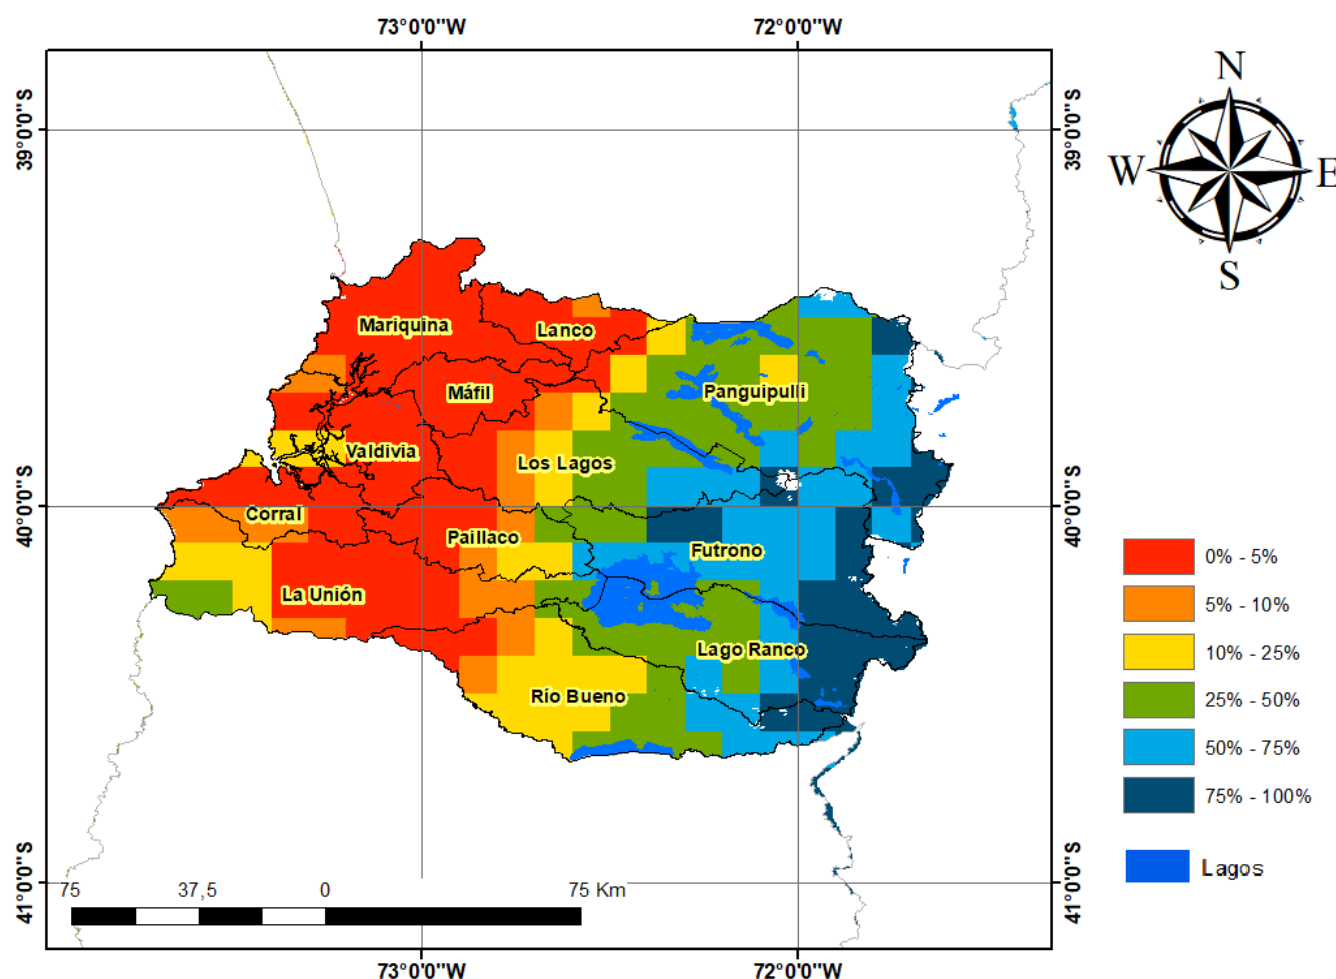 73°0'0"W 72°0'0"W
N
W E
S
39°0'0"S 39°0'0"S
Mariquina
Lanco
Máfil
Panguipulli
Valdivia
Los Lagos
40°0'0"S 40°0'0"S
Corral
Paillaco
Futrono
La Unión
Lago Ranco
Río Bueno
0% - 5%
5% - 10%
10% - 25%
25% - 50%
50% - 75%
75% - 100%
Lagos
41°0'0"S 41°0'0"S
75 37,5 0 75 Km
73°0'0"W 72°0'0"W